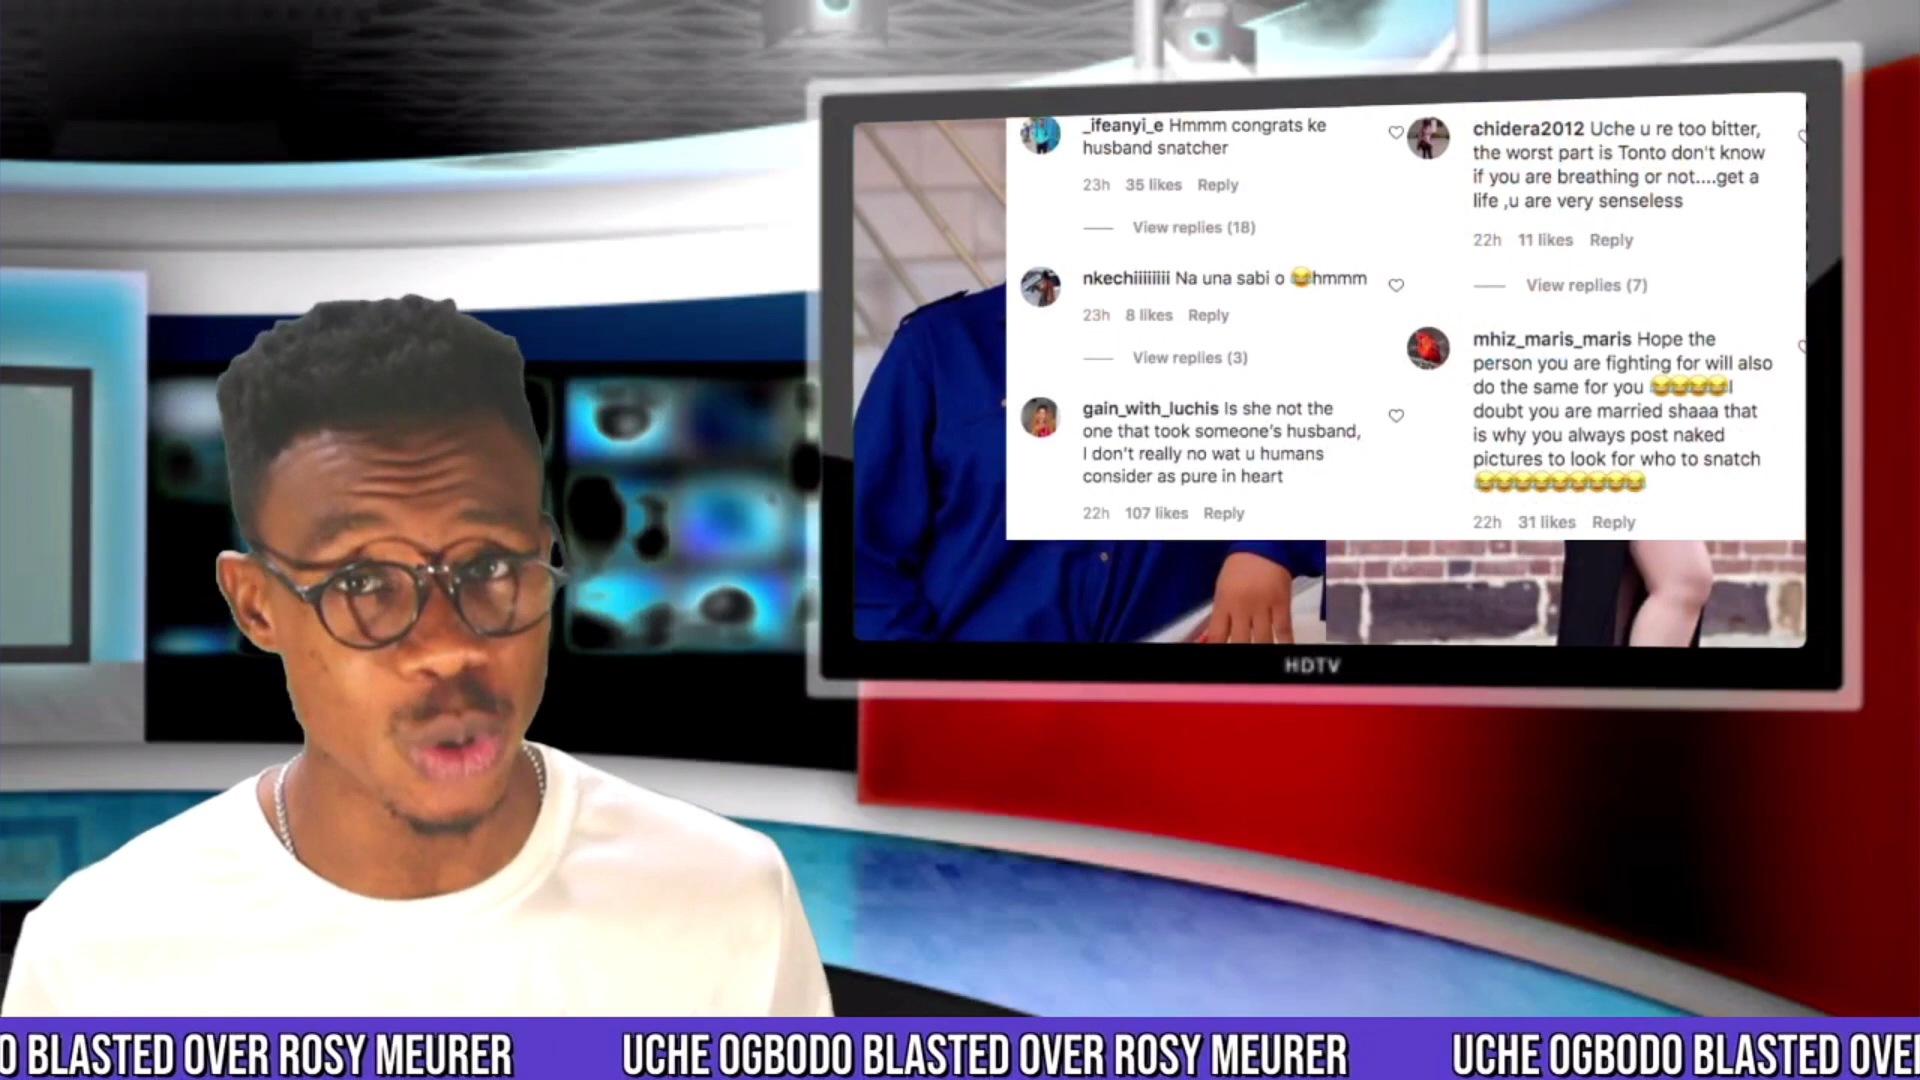 _ifeanyi_e Hmmm congrats ke
husband snatcher
23h 35 likes Reply
View replies (18)
nkechiiiiiiiii Na una sabi o 😂hmmm
23h 8 likes Reply
View replies (3)
gain_with_luchis Is she not the
one that took someone's husband,
I don't really no wat u humans
consider as pure in heart
22h 107 likes Reply
chidera2012 Uche u re too bitter,
the worst part is Tonto don't know
if you are breathing or not....get a
life ,u are very senseless
22h 11 likes Reply
View replies (7)
mhiz_maris_maris Hope the
person you are fighting for will also
do the same for you 😂😂😂😂I
doubt you are married shaaa that
is why you always post naked
pictures to look for who to snatch
😂😂😂😂😂😂😂😂😂
22h 31 likes Reply
HDTV
O BLASTED OVER ROSY MEURER UCHE OGBODO BLASTED OVER ROSY MEURER UCHE OGBODO BLASTED OVE